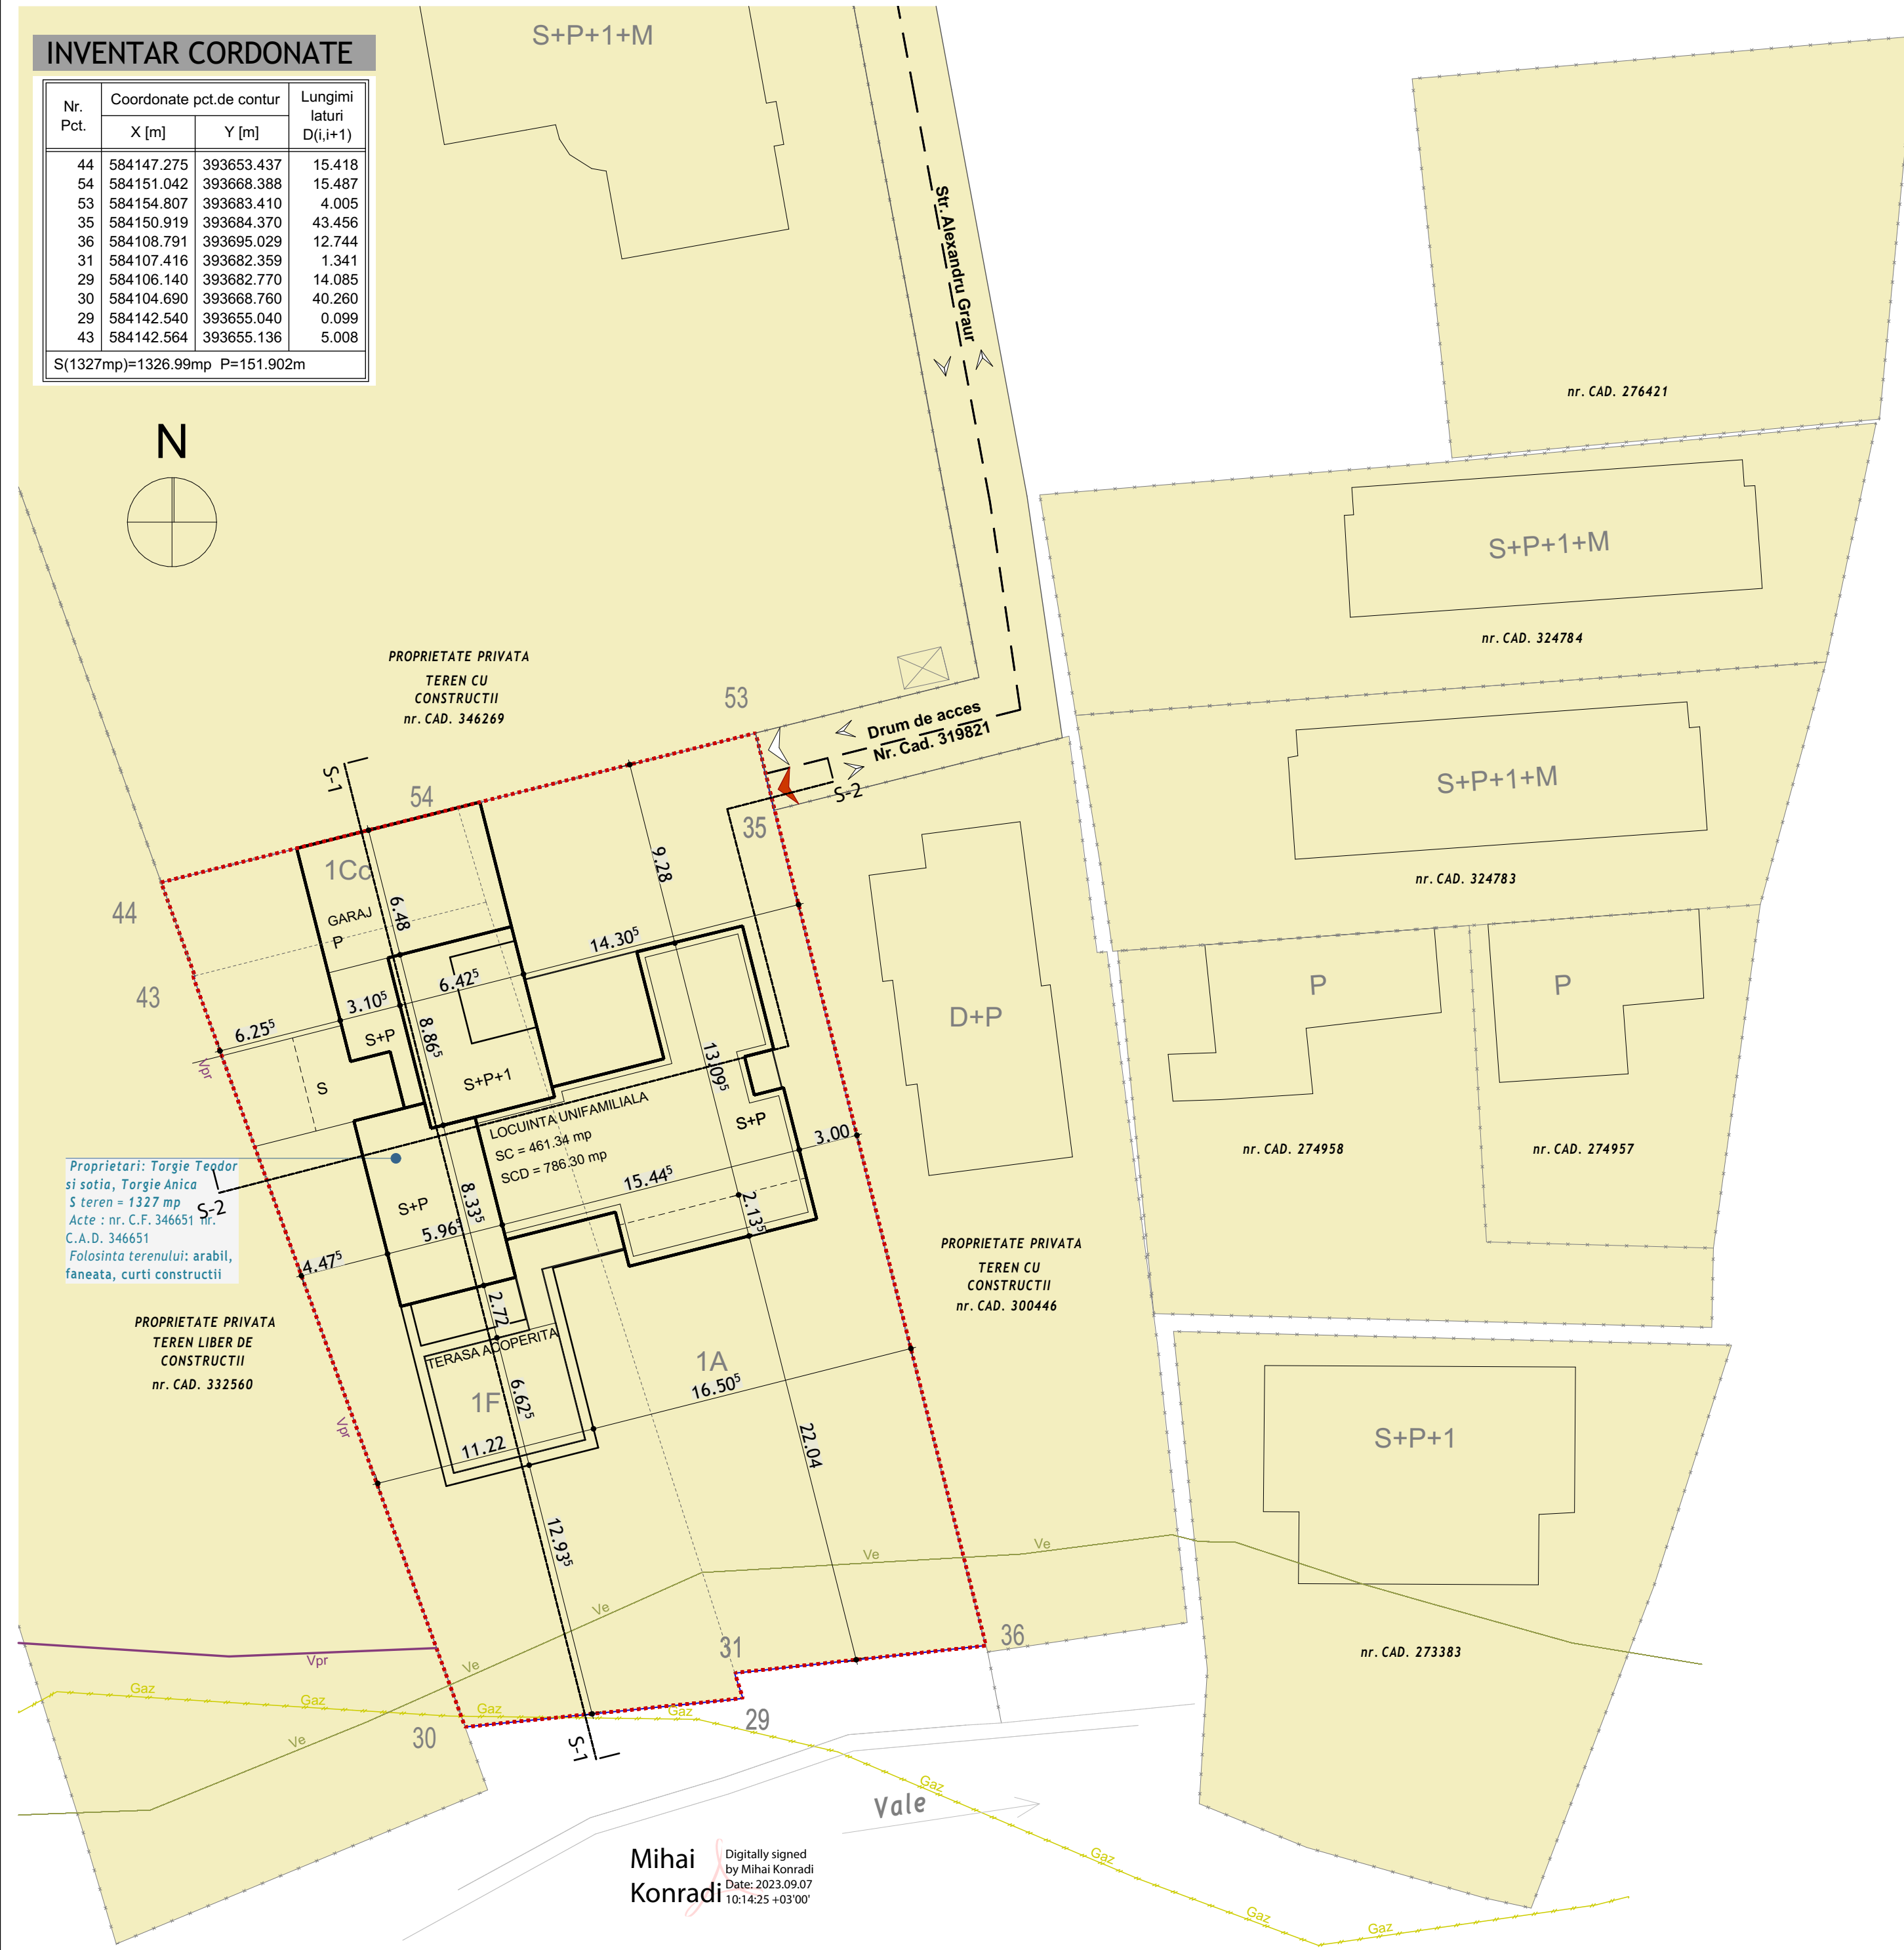 S+P+1+M
INVENTAR CORDONATE
Nr. Pct. Coordonate pct.de contur Lungimi laturi D(i,i+1)
X [m] Y [m]
44 584147.275 393653.437 15.418
54 584151.042 393668.388 15.487
53 584154.807 393683.410 4.005
35 584150.919 393684.370 43.456
36 584108.791 393695.029 12.744
31 584107.416 393682.359 1.341
29 584106.140 393682.770 14.085
30 584104.690 393668.760 40.260
29 584142.540 393655.040 0.099
43 584142.564 393655.136 5.008
S(1327mp)=1326.99mp P=151.902m
N
Str. Alexandru Graur
nr. CAD. 276421
S+P+1+M
nr. CAD. 324784
PROPRIETATE PRIVATA
TEREN CU
CONSTRUCTII
nr. CAD. 346269
53
Drum de acces
Nr. Cad. 319821
S-1
S-2
54
35
S+P+1+M
nr. CAD. 324783
44
1Cc
GARAJ
P
6.48
9.28
14.30⁵
43
6.42⁵
3.10⁵
6.25⁵
S+P
8.86⁵
S+P+1
13.09⁵
D+P
P
P
Vpr
S
LOCUINTA UNIFAMILIALA
SC = 461.34 mp
SCD = 786.30 mp
S+P
3.00
nr. CAD. 274958
nr. CAD. 274957
Proprietari: Torgie Teodor
si sotia, Torgie Anica
S teren = 1327 mp
Acte : nr. C.F. 346651 nr.
C.A.D. 346651
Folosinta terenului: arabil,
faneata, curti constructii
S-2
S+P
8.33⁵
15.44⁵
5.96⁵
2.13⁵
4.47⁵
PROPRIETATE PRIVATA
TEREN CU
CONSTRUCTII
nr. CAD. 300446
PROPRIETATE PRIVATA
TEREN LIBER DE
CONSTRUCTII
nr. CAD. 332560
2.72
TERASA ACOPERITA
1A
16.50⁵
1F
6.62⁵
11.22
22.04
Vpr
S+P+1
12.93⁵
Ve
Ve
Ve
31
36
nr. CAD. 273383
Vpr
Ve
Gaz
Gaz
Gaz
Gaz
29
30
Ve
S-1
Gaz
Vale
Mihai
Konradi
Digitally signed
by Mihai Konradi
Date: 2023.09.07
10:14:25 +03'00'
Gaz
Gaz
Gaz